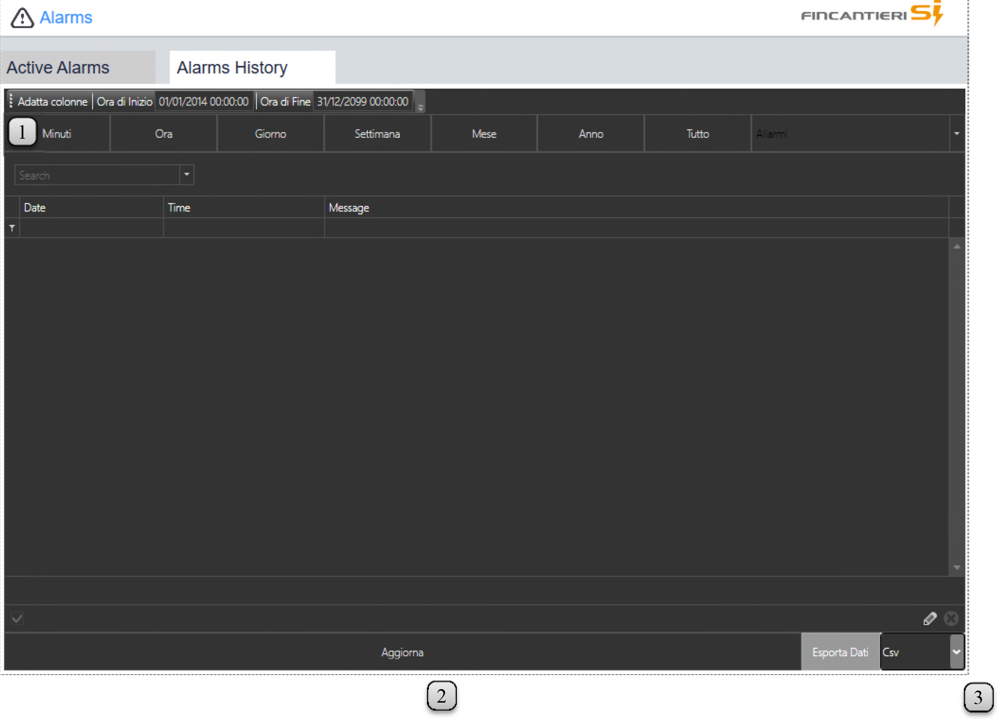 Alarms
FINCANTIERI SI
Active Alarms
Alarms History
Adatta colonne Ora di Inizio 01/01/2014 00:00:00 Ora di Fine 31/12/2099 00:00:00
1 Minuti Ora Giorno Settimana Mese Anno Tutto Allarmi
Search
Date Time Message
Aggiorna Esporta Dati Csv
2
3